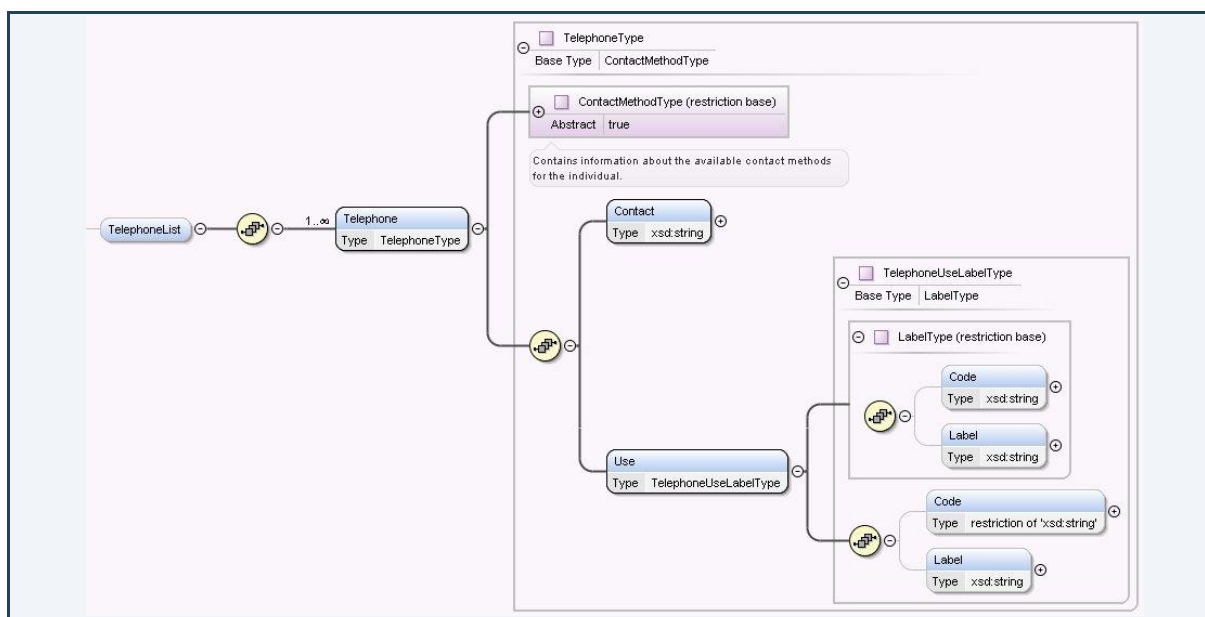 TelephoneType
Base Type ContactMethodType
ContactMethodType (restriction base)
Abstract true
Contains information about the available contact methods
for the individual.
TelephoneList
1..∞
Telephone
Type TelephoneType
Contact
Type xsd:string
TelephoneUseLabelType
Base Type LabelType
LabelType (restriction base)
Code
Type xsd:string
Label
Type xsd:string
Use
Type TelephoneUseLabelType
Code
Type restriction of 'xsd:string'
Label
Type xsd:string